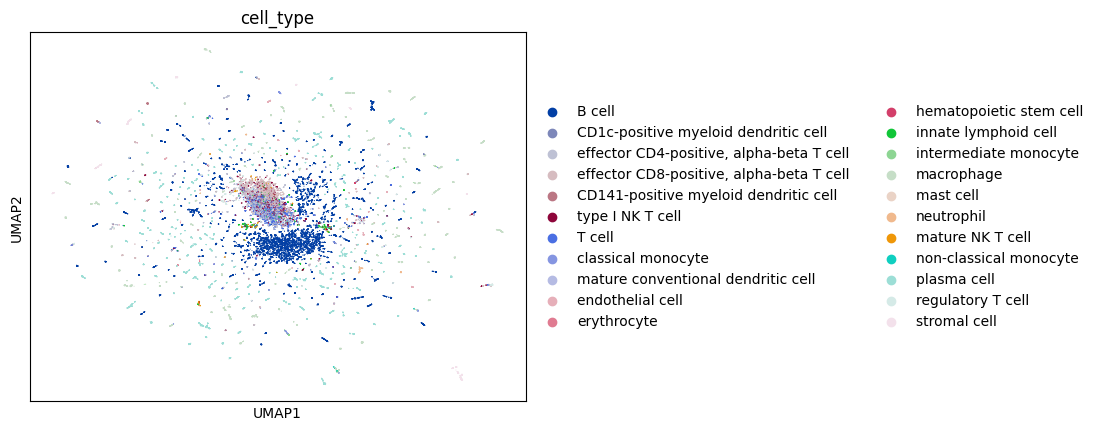 cell_type
UMAP2
UMAP1
B cell
CD1c-positive myeloid dendritic cell
effector CD4-positive, alpha-beta T cell
effector CD8-positive, alpha-beta T cell
CD141-positive myeloid dendritic cell
type I NK T cell
T cell
classical monocyte
mature conventional dendritic cell
endothelial cell
erythrocyte
hematopoietic stem cell
innate lymphoid cell
intermediate monocyte
macrophage
mast cell
neutrophil
mature NK T cell
non-classical monocyte
plasma cell
regulatory T cell
stromal cell